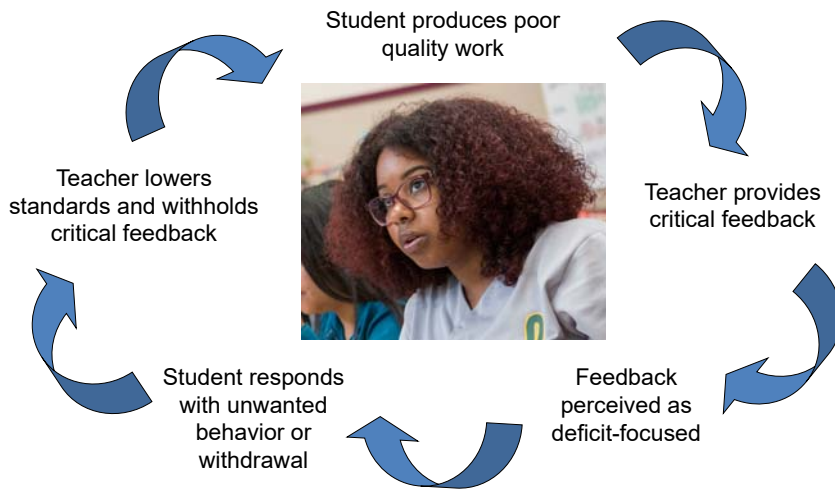 Student produces poor
quality work
Teacher provides
critical feedback
Feedback
perceived as
deficit-focused
Student responds
with unwanted
behavior or
withdrawal
Teacher lowers
standards and withholds
critical feedback